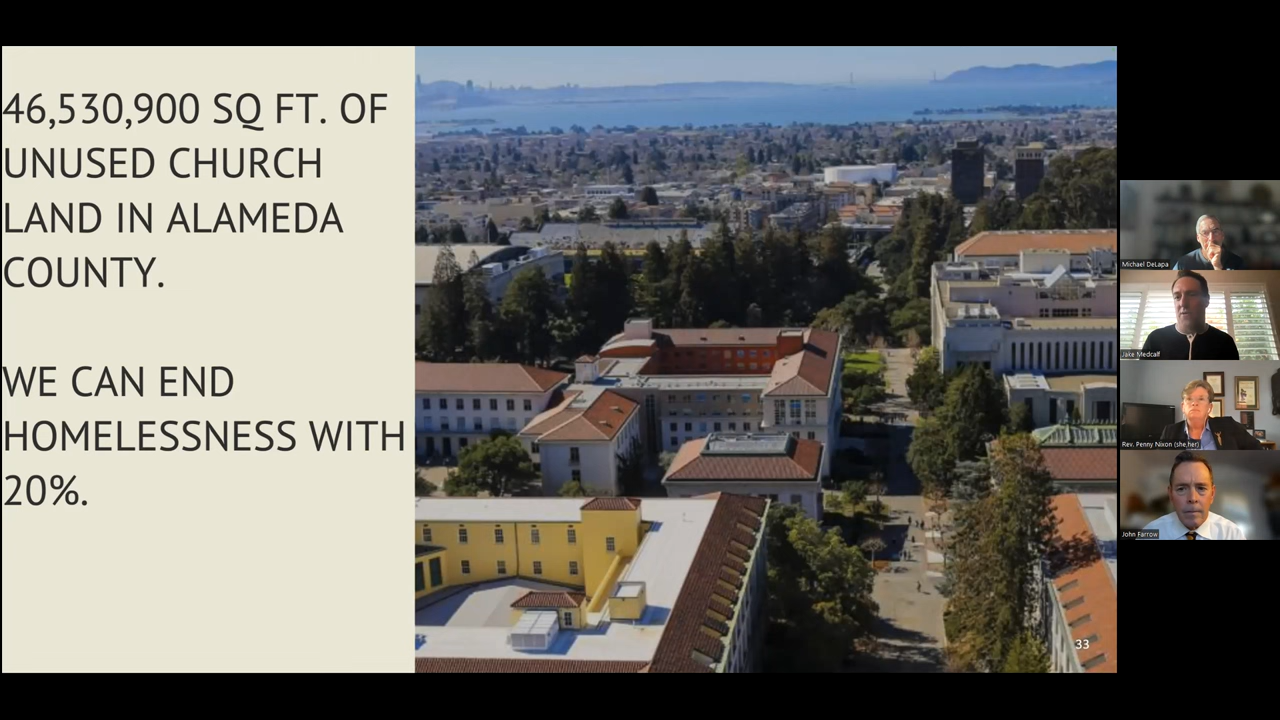 46,530,900 SQ FT. OF
UNUSED CHURCH
LAND IN ALAMEDA
COUNTY.
WE CAN END
HOMELESSNESS WITH
20%.
33
Michael DeLapa
Jake Medcalf
Rev. Penny Nixon (she,her)
John Farrow